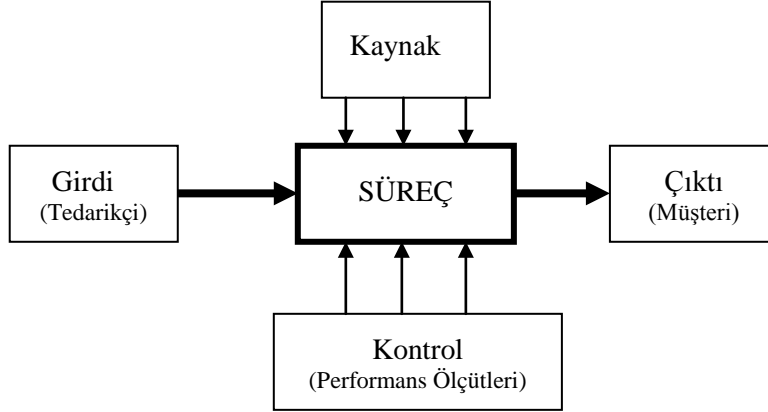 Kaynak
Girdi
(Tedarikçi)
SÜREÇ
Çıktı
(Müşteri)
Kontrol
(Performans Ölçütleri)